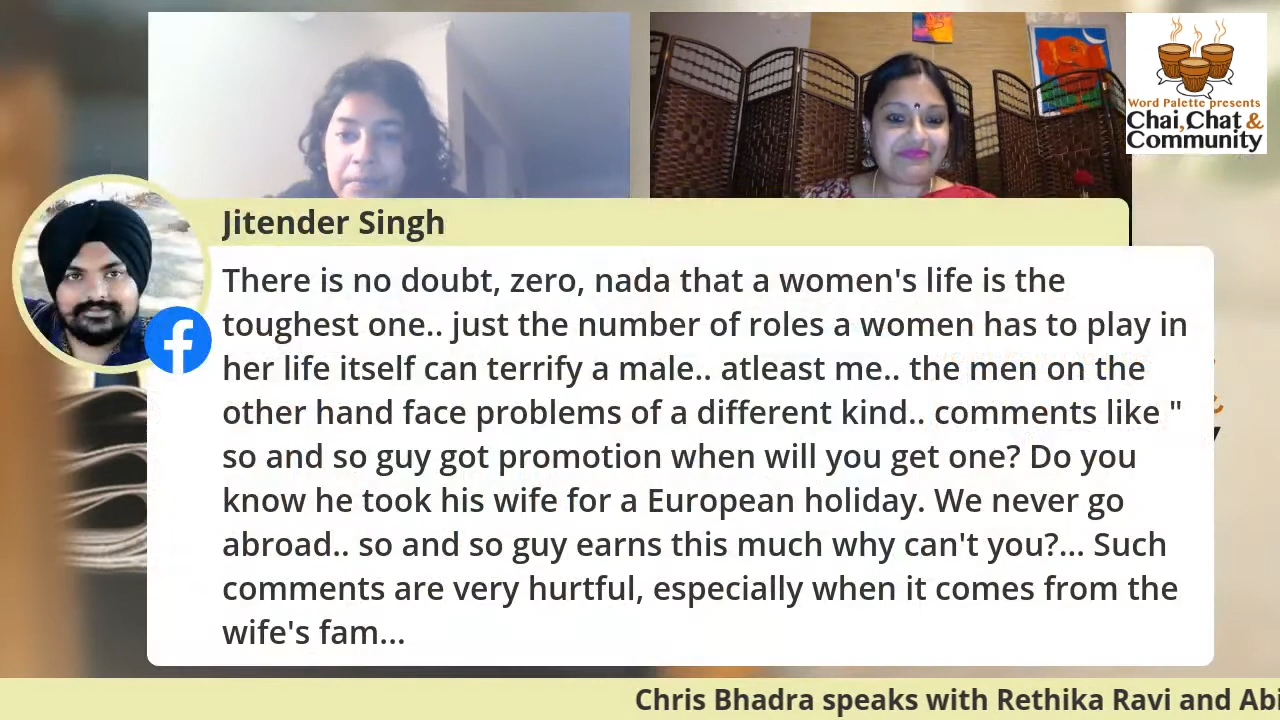 Word Palette presents
Chai, Chat &
Community
Jitender Singh
There is no doubt, zero, nada that a women's life is the
toughest one.. just the number of roles a women has to play in
her life itself can terrify a male.. atleast me.. the men on the
other hand face problems of a different kind.. comments like "
so and so guy got promotion when will you get one? Do you
know he took his wife for a European holiday. We never go
abroad.. so and so guy earns this much why can't you?... Such
comments are very hurtful, especially when it comes from the
wife's fam...
Chris Bhadra speaks with Rethika Ravi and Abi